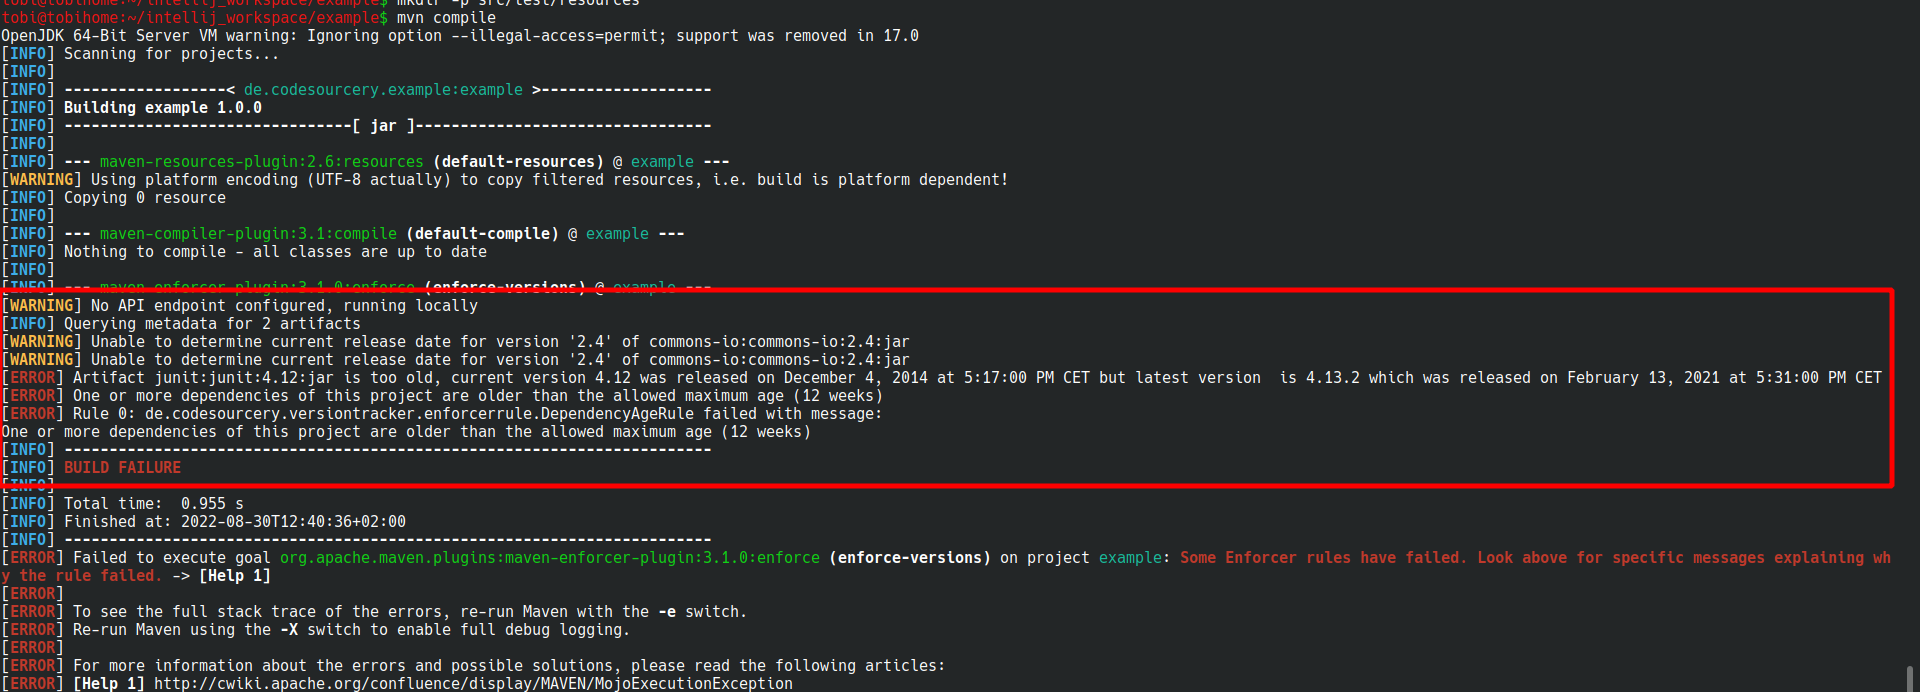 tobi@tobihome:~/intellij_workspace/example$ mkdir -p src/test/resources
tobi@tobihome:~/intellij_workspace/example$ mvn compile
OpenJDK 64-Bit Server VM warning: Ignoring option --illegal-access=permit; support was removed in 17.0
[INFO] Scanning for projects...
[INFO]
[INFO] ------------------< de.codesourcery.example:example >-------------------
[INFO] Building example 1.0.0
[INFO] --------------------------------[ jar ]---------------------------------
[INFO]
[INFO] --- maven-resources-plugin:2.6:resources (default-resources) @ example ---
[WARNING] Using platform encoding (UTF-8 actually) to copy filtered resources, i.e. build is platform dependent!
[INFO] Copying 0 resource
[INFO]
[INFO] --- maven-compiler-plugin:3.1:compile (default-compile) @ example ---
[INFO] Nothing to compile - all classes are up to date
[INFO]
[INFO] --- maven-enforcer-plugin:3.1.0:enforce (enforce-versions) @ example ---
[WARNING] No API endpoint configured, running locally
[INFO] Querying metadata for 2 artifacts
[WARNING] Unable to determine current release date for version '2.4' of commons-io:commons-io:2.4:jar
[WARNING] Unable to determine current release date for version '2.4' of commons-io:commons-io:2.4:jar
[ERROR] Artifact junit:junit:4.12:jar is too old, current version 4.12 was released on December 4, 2014 at 5:17:00 PM CET but latest version  is 4.13.2 which was released on February 13, 2021 at 5:31:00 PM CET
[ERROR] One or more dependencies of this project are older than the allowed maximum age (12 weeks)
[ERROR] Rule 0: de.codesourcery.versiontracker.enforcerrule.DependencyAgeRule failed with message:
One or more dependencies of this project are older than the allowed maximum age (12 weeks)
[INFO] ------------------------------------------------------------------------
[INFO] BUILD FAILURE
[INFO]
[INFO] Total time:  0.955 s
[INFO] Finished at: 2022-08-30T12:40:36+02:00
[INFO] ------------------------------------------------------------------------
[ERROR] Failed to execute goal org.apache.maven.plugins:maven-enforcer-plugin:3.1.0:enforce (enforce-versions) on project example: Some Enforcer rules have failed. Look above for specific messages explaining wh
y the rule failed. -> [Help 1]
[ERROR]
[ERROR] To see the full stack trace of the errors, re-run Maven with the -e switch.
[ERROR] Re-run Maven using the -X switch to enable full debug logging.
[ERROR]
[ERROR] For more information about the errors and possible solutions, please read the following articles:
[ERROR] [Help 1] http://cwiki.apache.org/confluence/display/MAVEN/MojoExecutionException